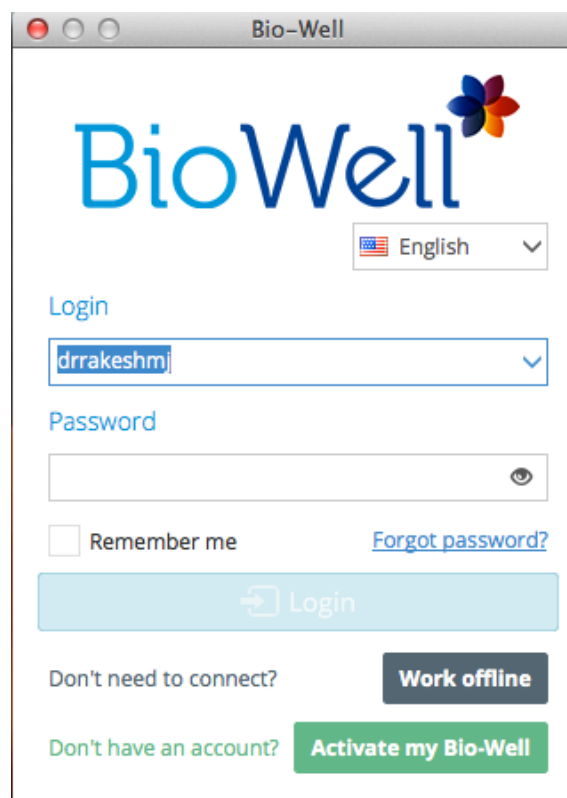 Bio-Well
BioWell
English
Login
drrakeshmj
Password
Remember me Forgot password?
Login
Don't need to connect? Work offline
Don't have an account? Activate my Bio-Well